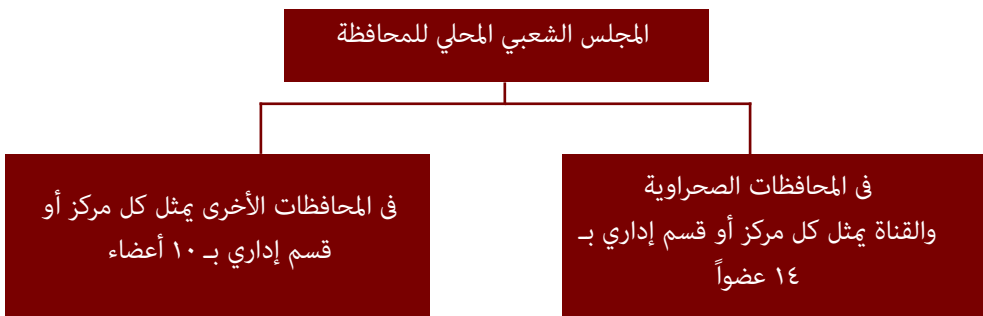 المجلس الشعبي المحلي للمحافظة
فى المحافظات الصحراوية
والقناة يمثل كل مركز أو قسم إداري بـ
١٤ عضواً
فى المحافظات الأخرى يمثل كل مركز أو
قسم إداري بـ ١٠ أعضاء